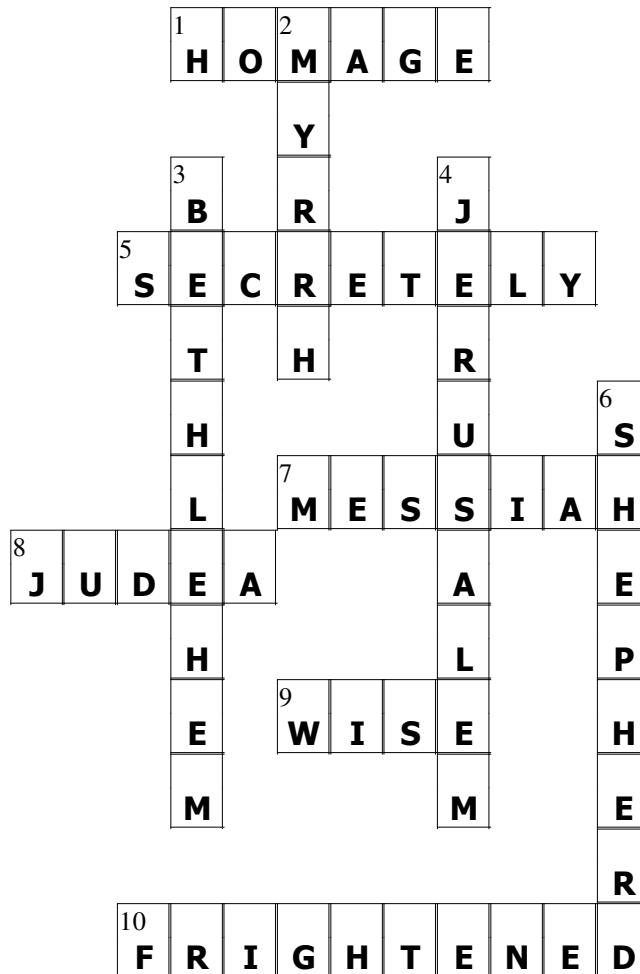 1 2
H O M A G E
Y
3 4
B R J
5
S E C R E T E L Y
T H R
6
H U S
7
L M E S S I A H
8
J U D E A A E
H L P
9
E W I S E H
M M E
R
10
F R I G H T E N E D